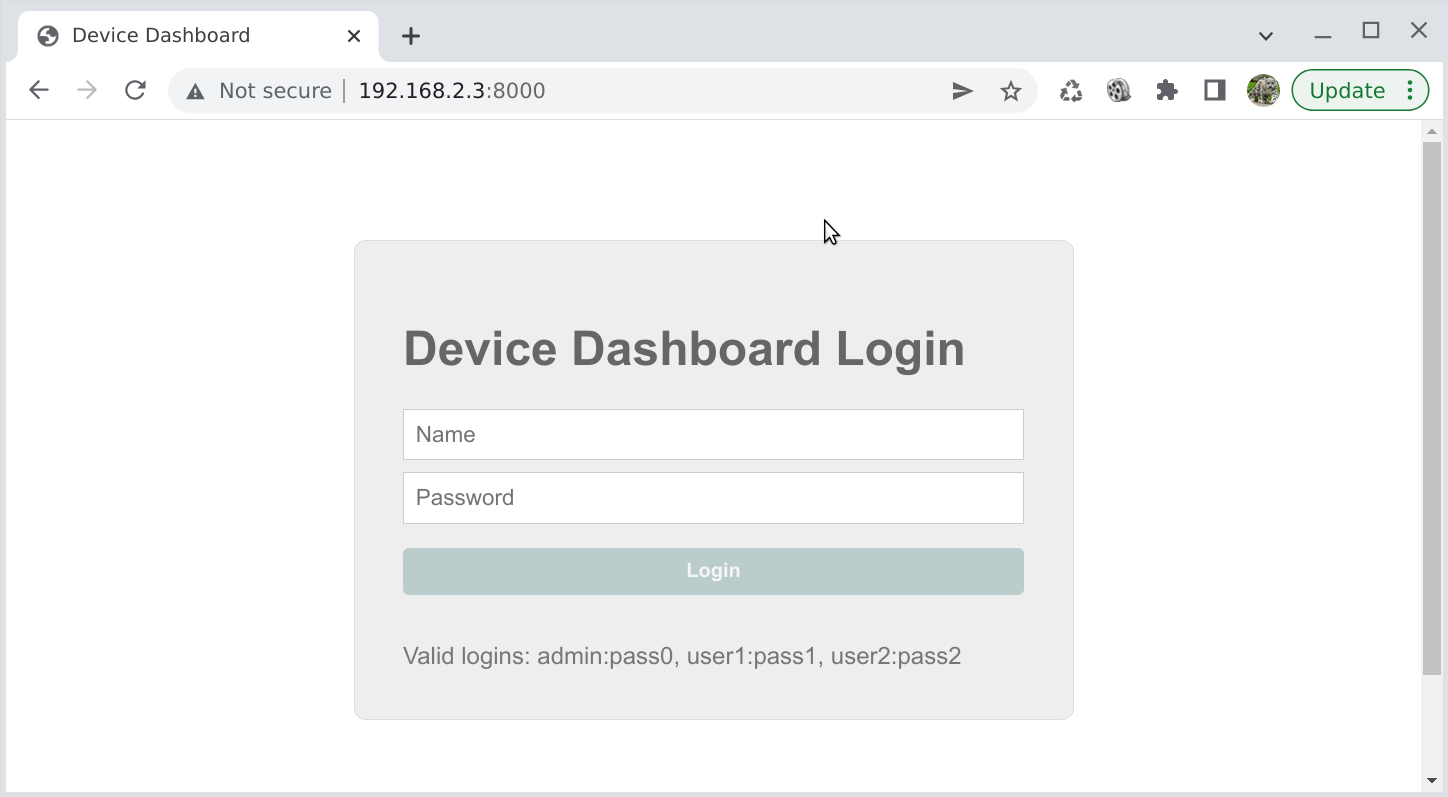 Device Dashboard
Not secure 192.168.2.3:8000 Update
Device Dashboard Login
Name
Password
Login
Valid logins: admin:pass0, user1:pass1, user2:pass2